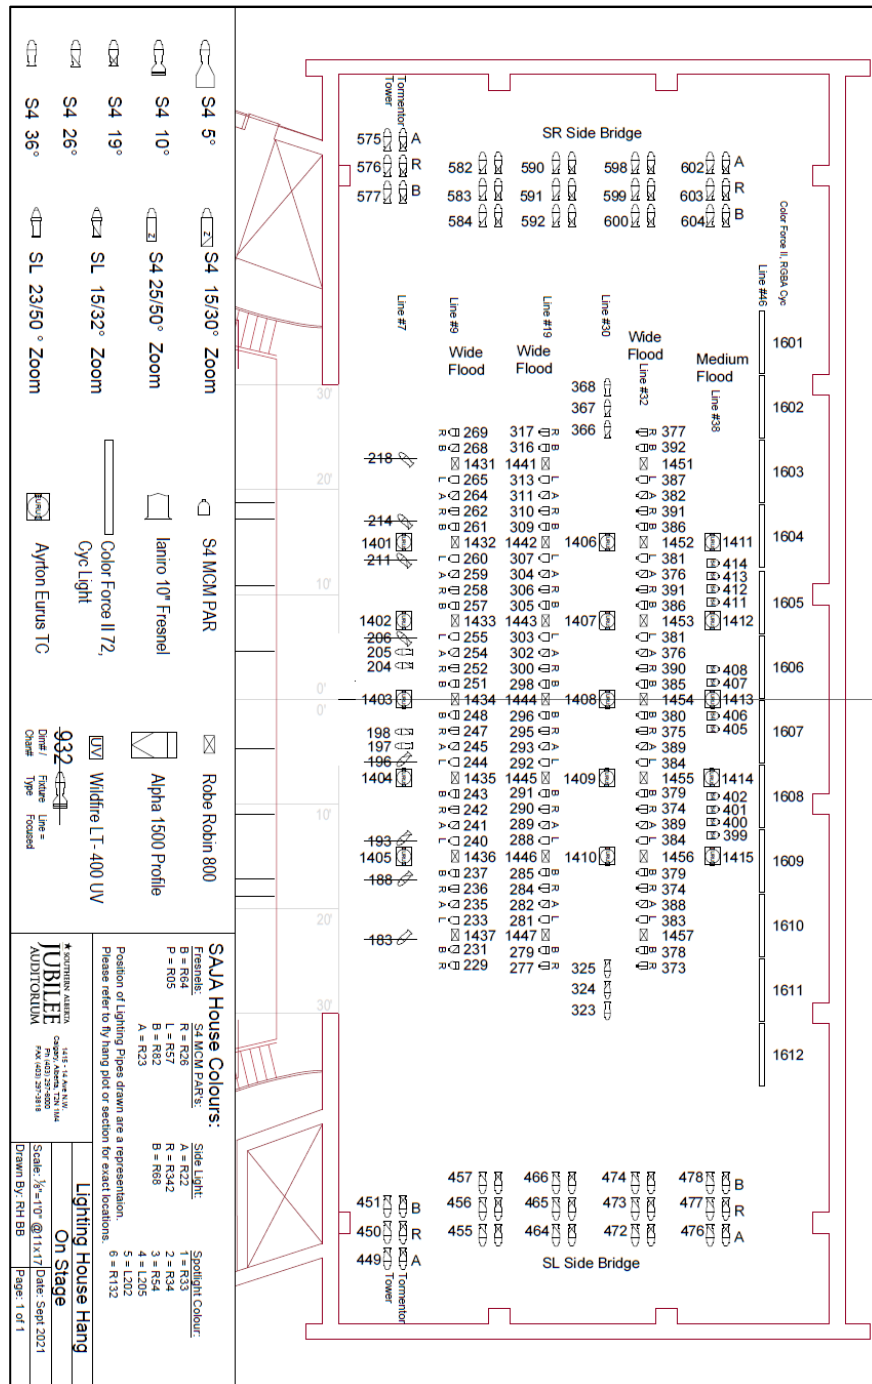 SR Side Bridge
Tormentor
Tower
575 A
576 R
577 B
582
583
584
590
591
592
598
599
600
602 A
603 R
604 B
Color Force II, RGBA Cyc
Line #46
Line #7
Line #9
Line #19
Line #30
Line #32
Line #38
Wide
Flood
Wide
Flood
Wide
Flood
Medium
Flood
1601
1602
1603
1604
1605
1606
1607
1608
1609
1610
1611
1612
30'
20'
10'
0'
0'
10'
20'
30'
218
214
1401
211
1402
206
205
204
1403
198
197
196
1404
193
1405
188
183
R 269
B 268
1431
L 265
A 264
R 262
B 261
1432
L 260
A 259
R 258
B 257
1433
L 255
A 254
R 252
B 251
1434
B 248
R 247
A 245
L 244
1435
B 243
R 242
A 241
L 240
1436
B 237
R 236
A 235
L 233
1437
B 231
R 229
317 R
316 B
1441
313 L
311 A
310 R
309 B
1442
307 L
304 A
306 R
305 B
1443
303 L
302 A
300 R
298 B
1444
296 B
295 R
293 A
292 L
1445
291 B
290 R
289 A
288 L
1446
285 B
284 R
282 A
281 L
1447
279 B
277 R
368
367
366
1406
1407
1408
1409
1410
325
324
323
R 377
B 392
1451
L 387
A 382
R 391
B 386
1452
L 381
A 376
R 391
B 386
1453
L 381
A 376
R 390
B 385
1454
B 380
R 375
A 389
L 384
1455
B 379
R 374
A 389
L 384
1456
B 379
R 374
A 388
L 383
1457
B 378
R 373
1411
414
413
412
411
1412
408
407
1413
406
405
1414
402
401
400
399
1415
457
456
455
466
465
464
474
473
472
478 B
477 R
476 A
451 B
450 R
449 A
Tormentor
Tower
SL Side Bridge
S4 5°
S4 10°
S4 19°
S4 26°
S4 36°
S4 15/30° Zoom
S4 25/50° Zoom
SL 15/32° Zoom
SL 23/50 ° Zoom
S4 MCM PAR
Ianiro 10" Fresnel
Color Force II 72,
Cyc Light
Ayrton Eurus TC
Robe Robin 800
Alpha 1500 Profile
Wildfire LT- 400 UV
UV
932
Dim# /
Chan#
Fixture
Type
Line =
Focused
SAJA House Colours:
Fresnels:
B = R64
P = R05
S4 MCM PAR's:
R = R26
L = R57
B = R82
A = R23
Side Light:
A = R22
R = R342
B = R68
Spotlight Colour:
1 = R33
2 = R34
3 = R54
4 = L205
5 = L202
6 = R132
Position of Lighting Pipes drawn are a representaion.
Please refer to fly hang plot or section for exact locations.
SOUTHERN ALBERTA
JUBILEE
AUDITORIUM
1415 - 14 Ave N.W.
Calgary, Alberta, T2N 1M4
PH (403) 297-8000
FAX (403) 297-3818
Lighting House Hang
On Stage
Scale: ⅛"=1'0" @11x17
Date: Sept 2021
Drawn By: RH BB
Page: 1 of 1